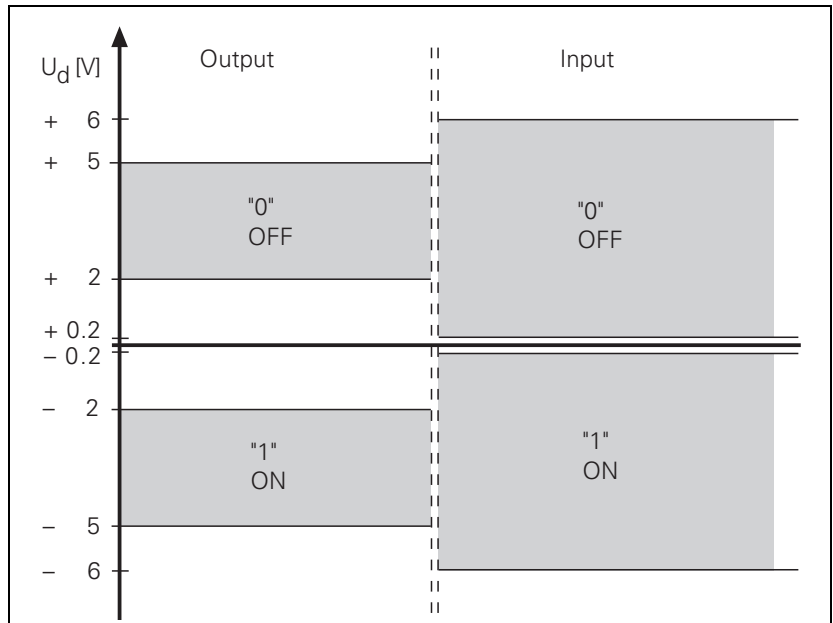 Output Input
Ud [V]
+ 6
+ 5
"0" "0"
OFF OFF
+ 2
+ 0.2
– 0.2
– 2
"1" "1"
ON ON
– 5
– 6